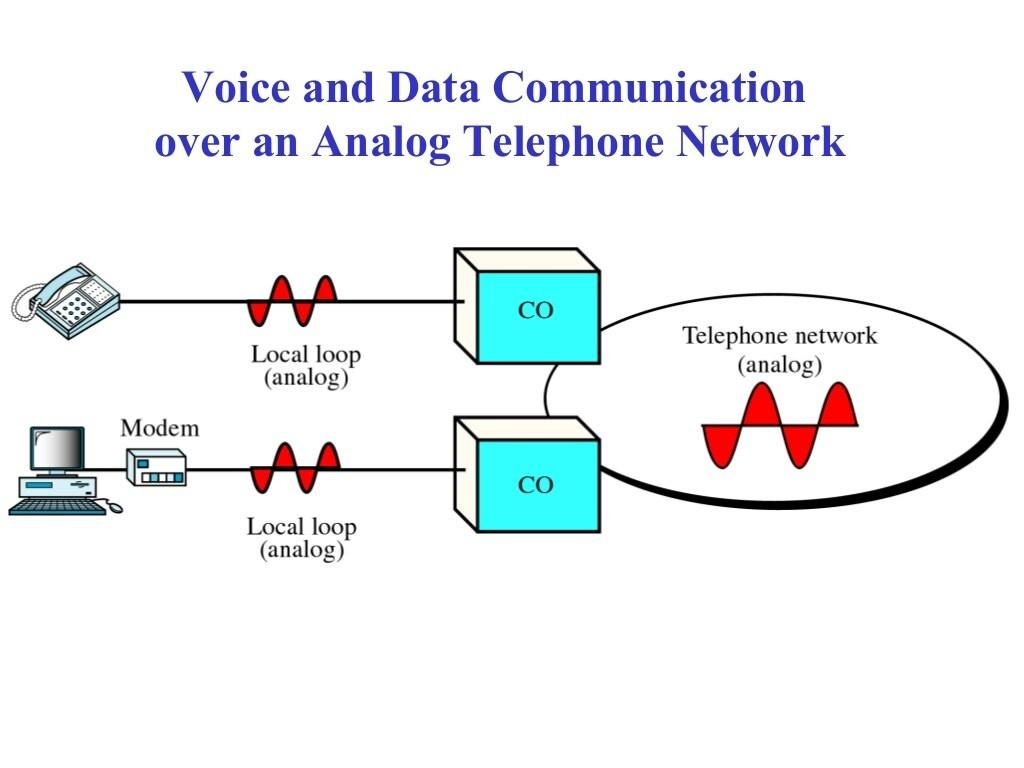 Voice and Data Communication
over an Analog Telephone Network
CO
Telephone network
(analog)
Local loop
(analog)
Modem
CO
Local loop
(analog)